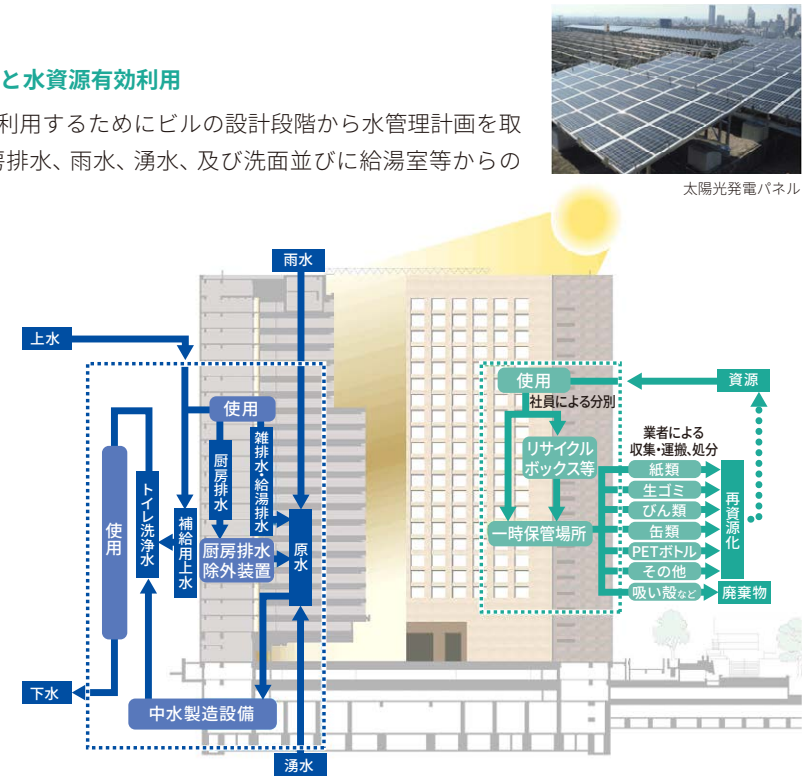 と水資源有効利用
利用するためにビルの設計段階から水管理計画を取
房排水、雨水、湧水、及び洗面並びに給湯室等からの
太陽光発電パネル
雨水
上水
使用
厨房排水
雑排水・給湯排水
トイレ洗浄水
補給用上水
使用
厨房排水
除外装置
原水
下水
中水製造設備
湧水
使用
社員による分別
資源
リサイクル
ボックス等
一時保管場所
業者による
収集・運搬、処分
紙類
生ゴミ
びん類
缶類
PETボトル
その他
吸い殻など
再資源化
廃棄物